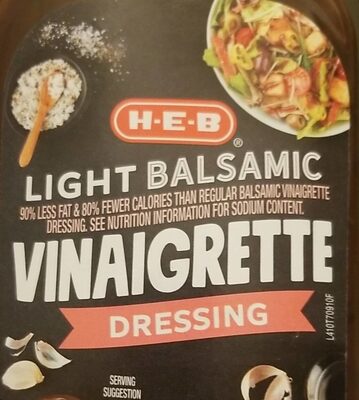 H-E-B
®
LIGHT BALSAMIC
90% LESS FAT & 80% FEWER CALORIES THAN REGULAR BALSAMIC VINAIGRETTE
DRESSING. SEE NUTRITION INFORMATION FOR SODIUM CONTENT.
VINAIGRETTE
DRESSING
L410T70910F
SERVING
SUGGESTION